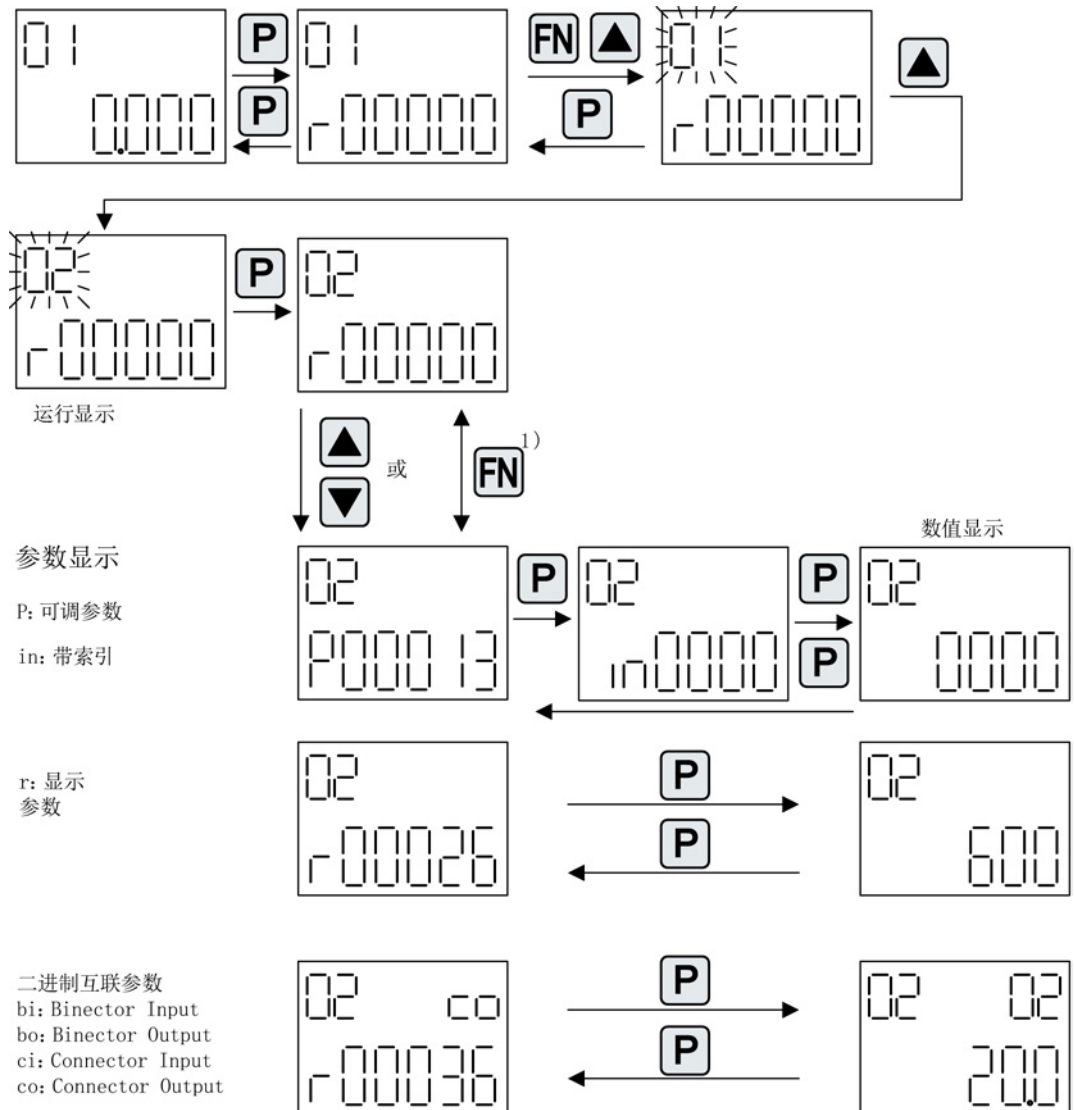 01 P 01 FN 01
0.000 P r00000 P r00000
02 P 02
r00000 r00000
运行显示
或 FN 1)
数值显示
参数显示
02 P 02 P 02
P: 可调参数
in: 带索引
P00013 in0000 P 0000
r: 显示
参数
02 P 02
r00026 P 600
二进制互联参数
bi: Binector Input
bo: Binector Output
ci: Connector Input
co: Connector Output
02 co P 02 02
r00036 P 20.0